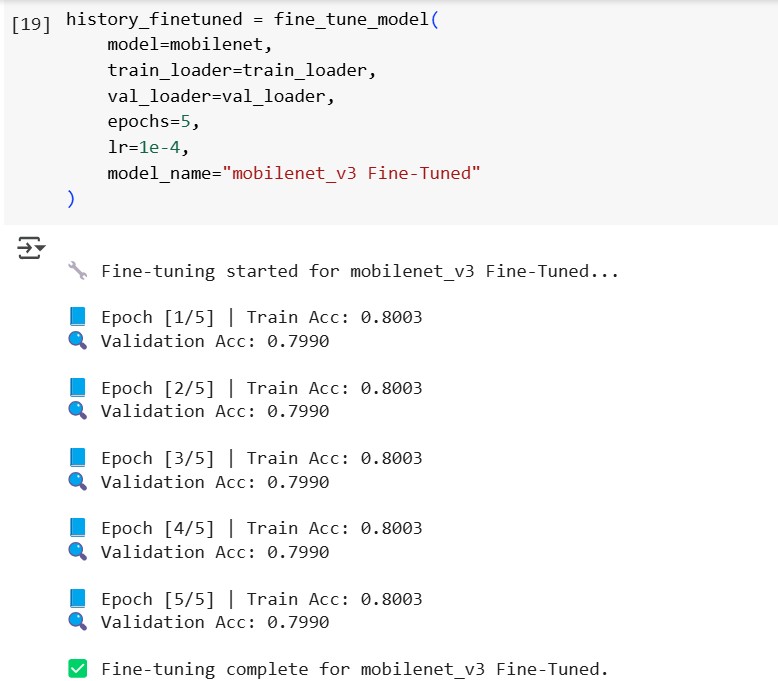 [19] history_finetuned = fine_tune_model(
model=mobilenet,
train_loader=train_loader,
val_loader=val_loader,
epochs=5,
lr=1e-4,
model_name="mobilenet_v3 Fine-Tuned"
)
🔧 Fine-tuning started for mobilenet_v3 Fine-Tuned...
📘 Epoch [1/5] | Train Acc: 0.8003
🔍 Validation Acc: 0.7990
📘 Epoch [2/5] | Train Acc: 0.8003
🔍 Validation Acc: 0.7990
📘 Epoch [3/5] | Train Acc: 0.8003
🔍 Validation Acc: 0.7990
📘 Epoch [4/5] | Train Acc: 0.8003
🔍 Validation Acc: 0.7990
📘 Epoch [5/5] | Train Acc: 0.8003
🔍 Validation Acc: 0.7990
✅ Fine-tuning complete for mobilenet_v3 Fine-Tuned.